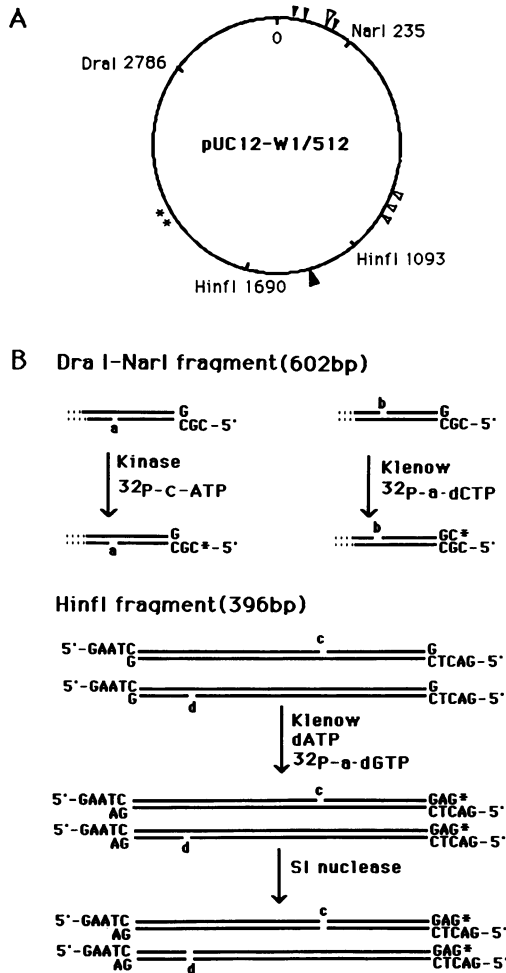 A
0
NarI 235
DraI 2786
pUC12-W1/512
**
HinfI 1093
HinfI 1690
B Dra I-NarI fragment(602bp)
G
a CGC-5'
b G
CGC-5'
Kinase
32P-c-ATP
Klenow
32P-a-dCTP
G
a CGC*-5'
b GC*
CGC-5'
HinfI fragment(396bp)
5'-GAATC c G
G CTCAG-5'
5'-GAATC G
G d CTCAG-5'
Klenow
dATP
32P-a-dGTP
5'-GAATC c GAG*
AG CTCAG-5'
5'-GAATC GAG*
AG d CTCAG-5'
SI nuclease
5'-GAATC c GAG*
AG CTCAG-5'
5'-GAATC GAG*
AG d CTCAG-5'